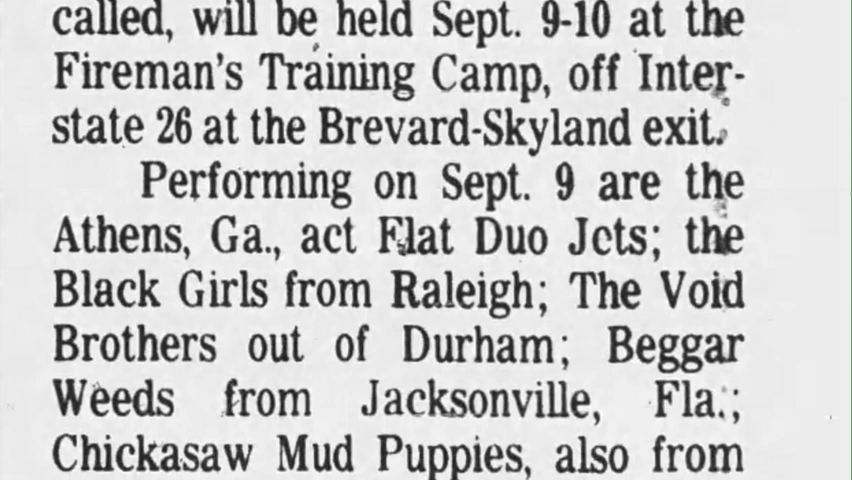 called, will be held Sept. 9-10 at the
Fireman's Training Camp, off Inter-
state 26 at the Brevard-Skyland exit.
Performing on Sept. 9 are the
Athens, Ga., act Flat Duo Jets; the
Black Girls from Raleigh; The Void
Brothers out of Durham; Beggar
Weeds from Jacksonville, Fla.;
Chickasaw Mud Puppies, also from